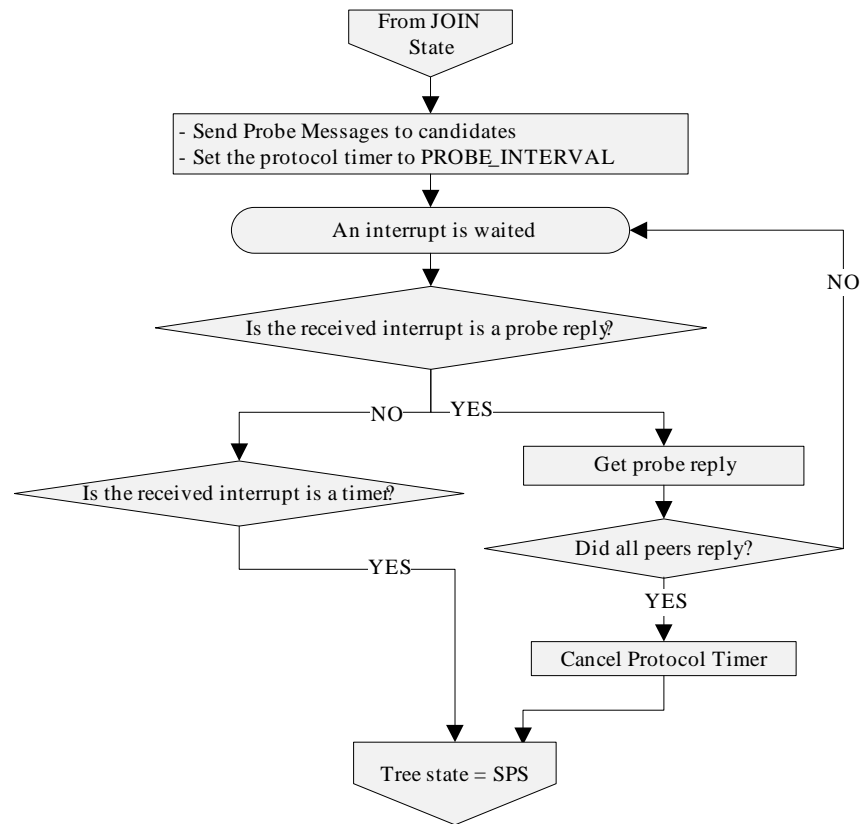 From JOIN
State
- Send Probe Messages to candidates
- Set the protocol timer to PROBE_INTERVAL
An interrupt is waited
NO
Is the received interrupt is a probe reply?
NO
YES
Get probe reply
Is the received interrupt is a timer?
Did all peers reply?
YES
YES
Cancel Protocol Timer
Tree state = SPS